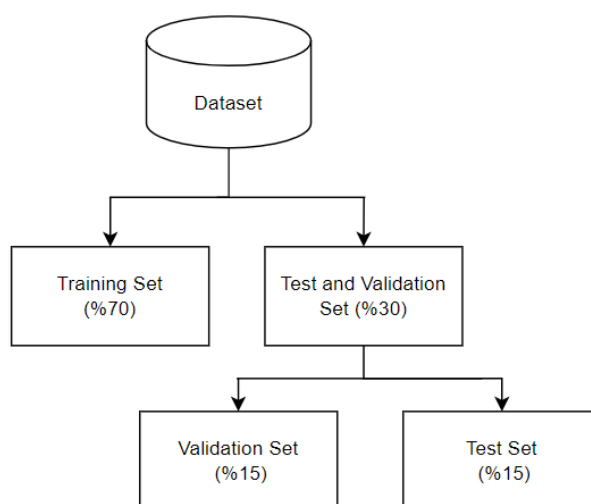 Dataset
Training Set
(%70)
Test and Validation
Set (%30)
Validation Set
(%15)
Test Set
(%15)